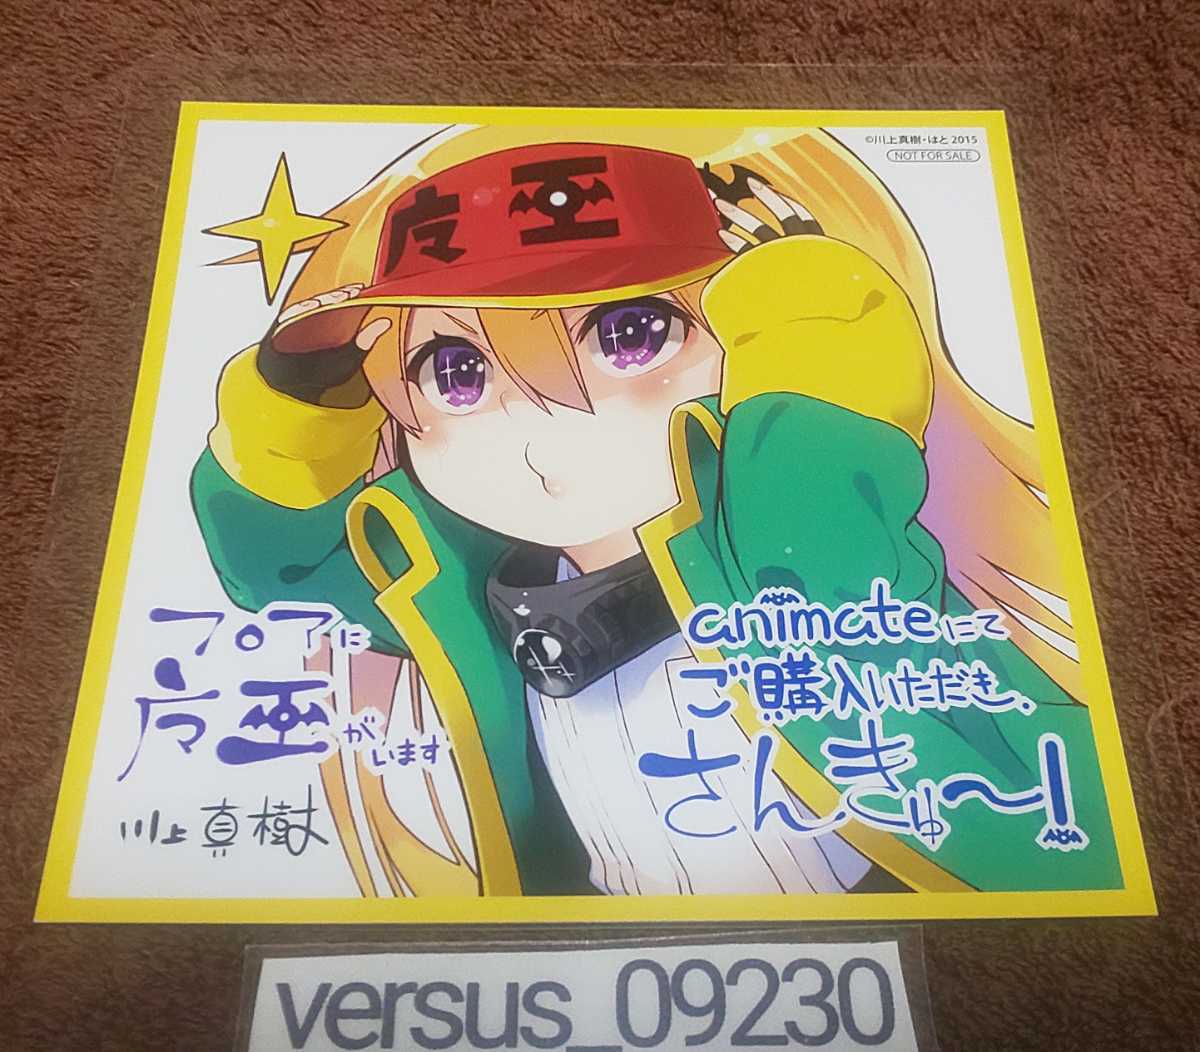 ©川上真樹・はと 2015
NOT FOR SALE
魔王
フロアに
魔王がいます
川上真樹
animateにて
ご購入いただき、
さんきゅ〜!
versus_09230